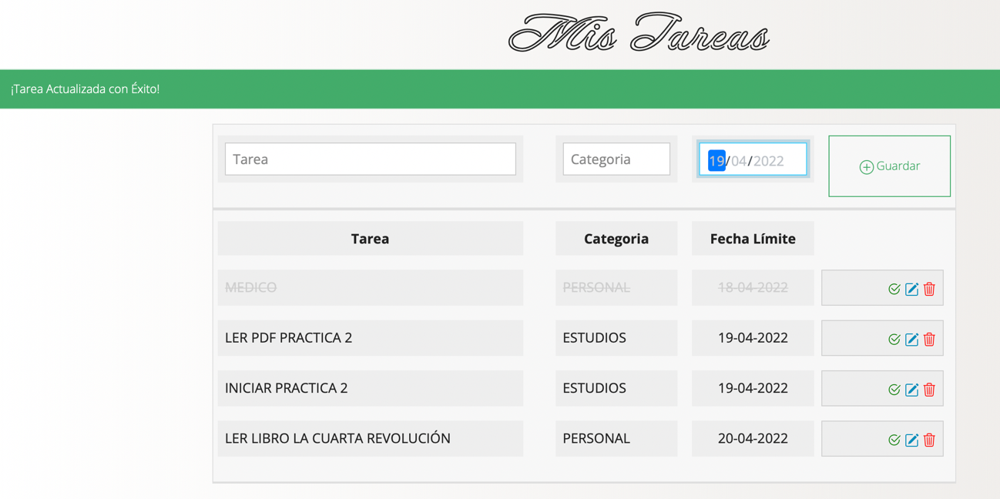 Mis Tareas
¡Tarea Actualizada con Éxito!
Tarea Categoria 19/04/2022 Guardar
Tarea Categoria Fecha Límite
MEDICO PERSONAL 18-04-2022
LER PDF PRACTICA 2 ESTUDIOS 19-04-2022
INICIAR PRACTICA 2 ESTUDIOS 19-04-2022
LER LIBRO LA CUARTA REVOLUCIÓN PERSONAL 20-04-2022